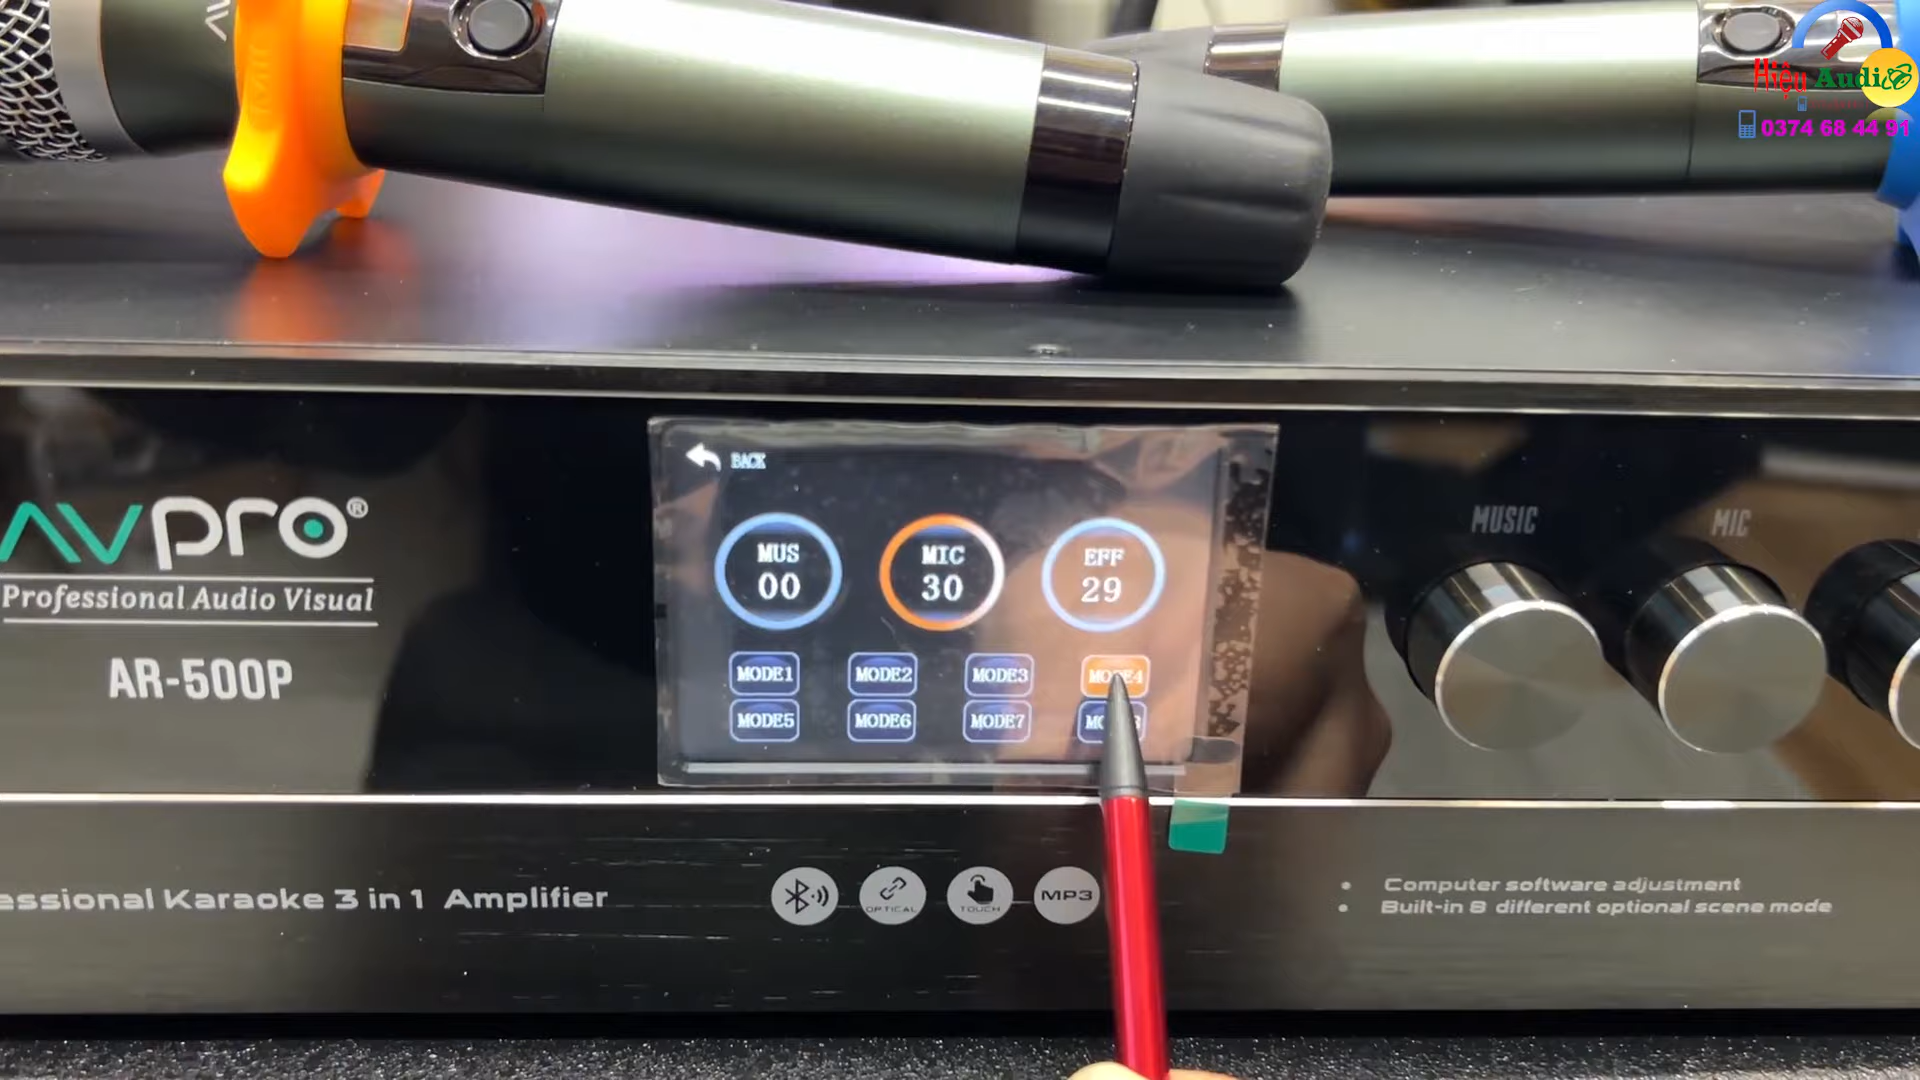 Hiệu Audio
0374 68 44 91
BACK
MUS
00
MIC
30
EFF
29
MODE1
MODE2
MODE3
MODE4
MODE5
MODE6
MODE7
AVpro®
Professional Audio Visual
AR-500P
MUSIC
MIC
essional Karaoke 3 in 1 Amplifier
OPTICAL
TOUCH
MP3
• Computer software adjustment
• Built-in 8 different optional scene mode